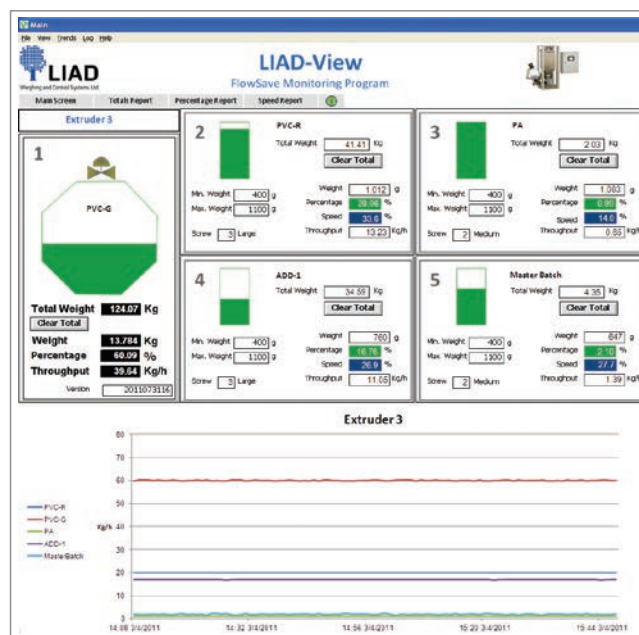 Main
File View Trends Log Help
LIAD
Weighing and Control Systems Ltd
LIAD-View
FlowSave Monitoring Program
Main Screen Totals Report Percentage Report Speed Report
Extruder 3
1
PVC-G
Total Weight 124.07 Kg
Clear Total
Weight 13.784 Kg
Percentage 60.09 %
Throughput 39.64 Kg/h
Version 2011073116
2
PVC-R
Total Weight 41.41 Kg
Clear Total
Min. Weight 400 g
Max. Weight 1100 g
Weight 1.012 g
Percentage %
Speed 33.6 %
Screw 3 Large
Throughput 13.23 Kg/h
3
PA
Total Weight 2.03 Kg
Clear Total
Min. Weight 400 g
Max. Weight 1100 g
Weight g
Percentage %
Speed 14.0 %
Screw 2 Medium
Throughput Kg/h
4
ADD-1
Total Weight 34.59 Kg
Clear Total
Min. Weight 400 g
Max. Weight 1100 g
Weight 760 g
Percentage 16.76 %
Speed 26.9 %
Screw 3 Large
Throughput 11.05 Kg/h
5
Master Batch
Total Weight 4.35 Kg
Clear Total
Min. Weight 400 g
Max. Weight 1100 g
Weight 647 g
Percentage 2.10 %
Speed 27.7 %
Screw 2 Medium
Throughput 1.39 Kg/h
Extruder 3
80
70
60
50
Kg/h 40
30
20
10
0
PVC-R
PVC-G
PA
ADD-1
MasteBatch
14:08 3/4/2011 14:32 3/4/2011 14:56 3/4/2011 15:20 3/4/2011 15:44 3/4/2011